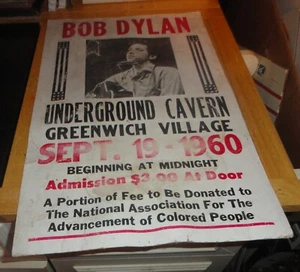 BOB DYLAN
UNDERGROUND CAVERN
GREENWICH VILLAGE
SEPT. 19-1960
BEGINNING AT MIDNIGHT
Admission $3.00 At Door
A Portion of Fee to Be Donated to
The National Association For The
Advancement of Colored People